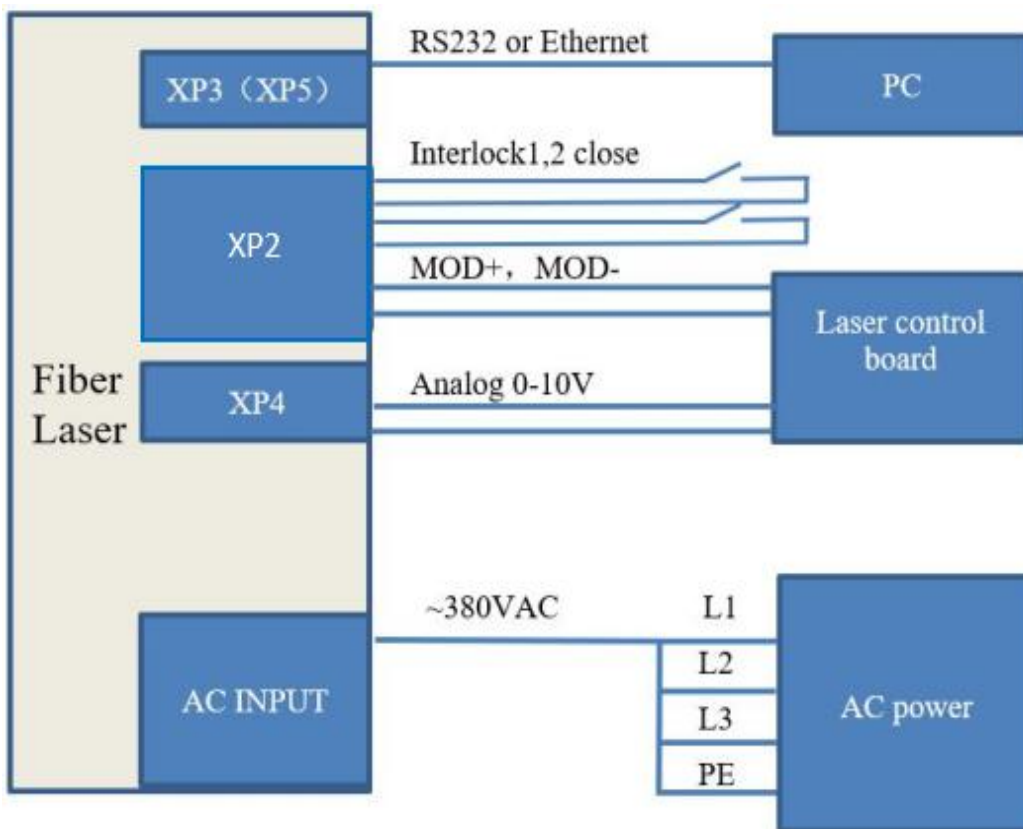 RS232 or Ethernet
XP3（XP5）
PC
Interlock1,2 close
XP2
MOD+，MOD-
Laser control
board
Fiber
Laser
Analog 0-10V
XP4
~380VAC
L1
L2
L3
PE
AC INPUT
AC power